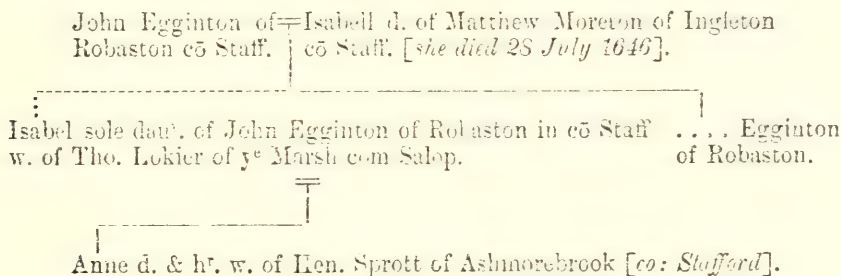 John Egginton of = Isabell d. of Matthew Moreton of Ingleton
Robaston cō Staff. cō Staff. [she died 28 July 1646].
Isabel sole dauʳ. of John Egginton of Robaston in cō Staff
w. of Tho. Lokier of yᵉ Marsh com Salop.
.... Egginton
of Robaston.
Anne d. & hʳ. w. of Hen. Sprott of Ashmorebrook [co: Stafford].